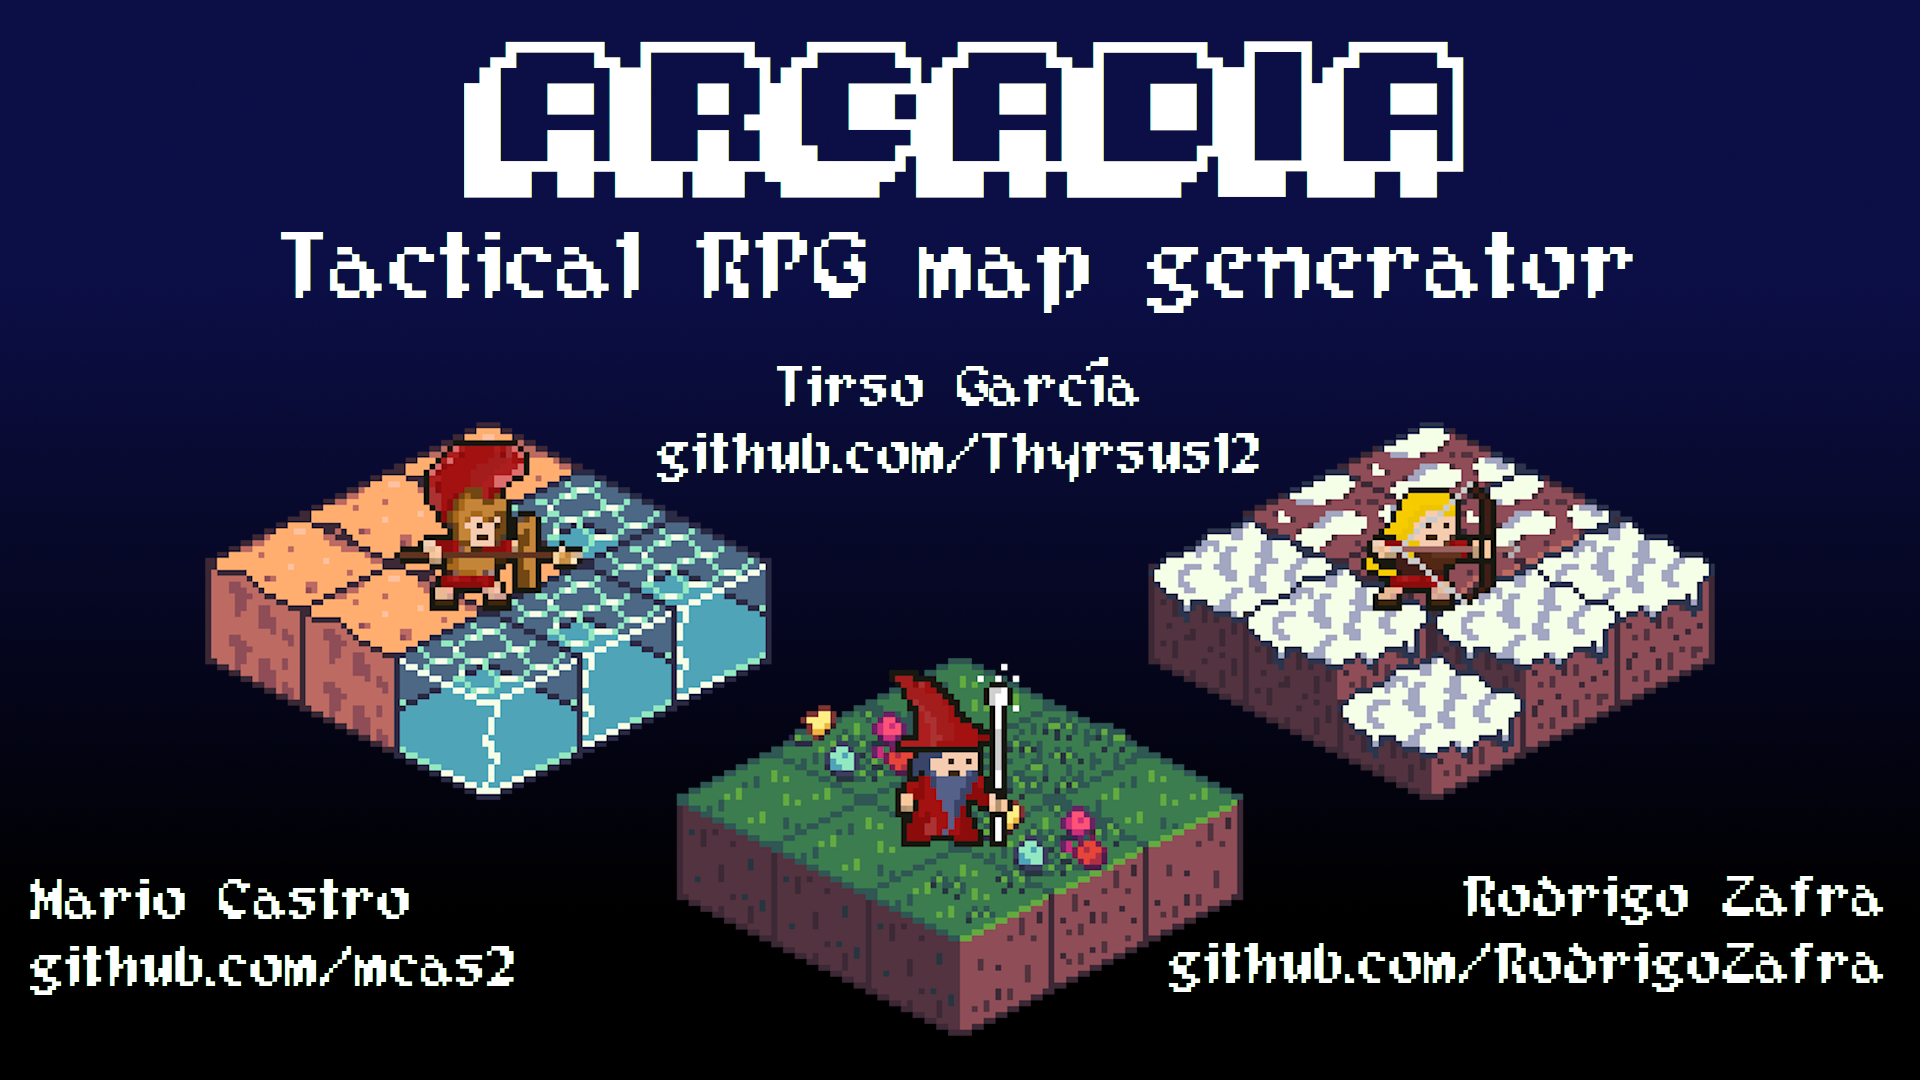 ARCADIA
Tactical RPG map generator
Tirso García
github.com/Thyrsus12
Mario Castro
github.com/mcas2
Rodrigo Zafra
github.com/RodrigoZafra